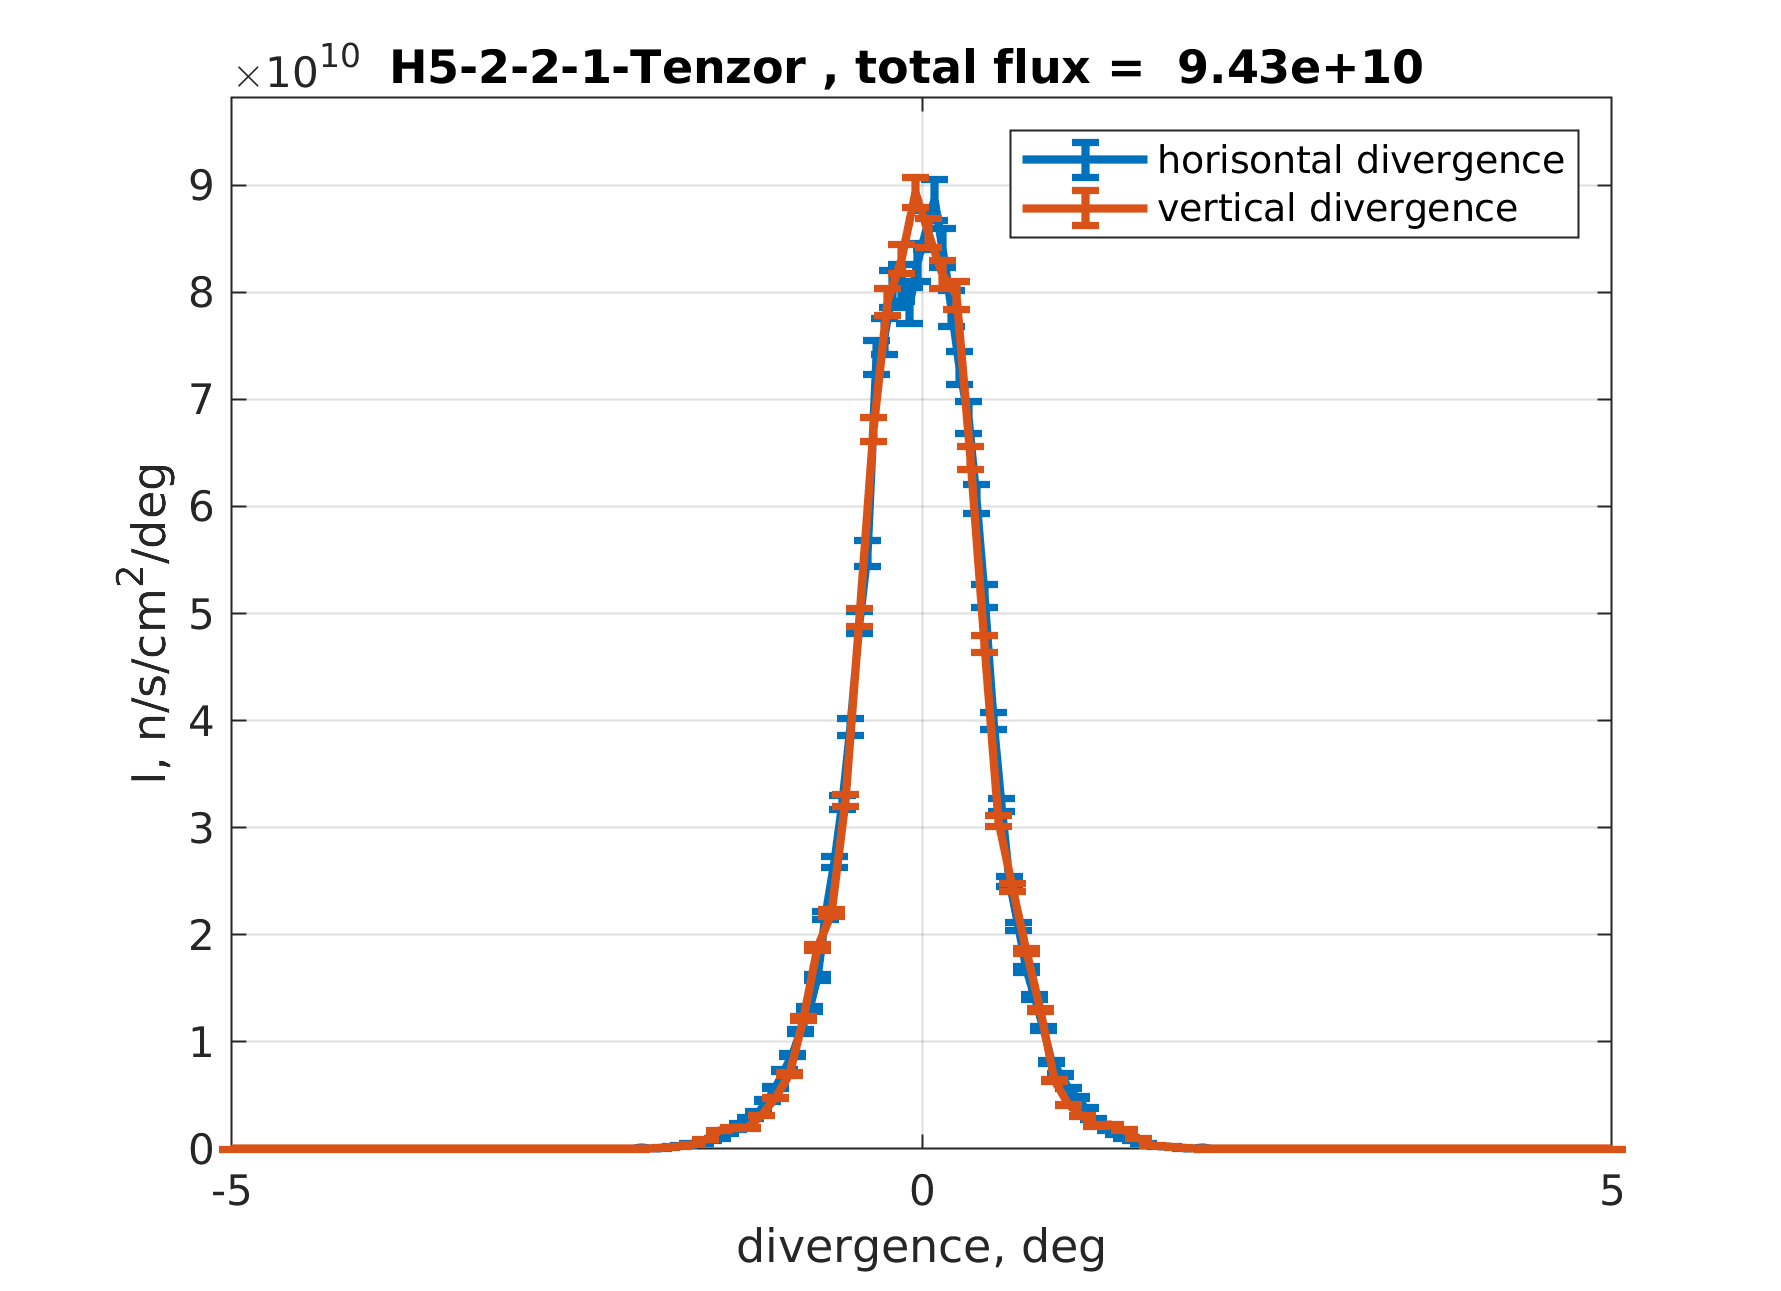 ×10^10 H5-2-2-1-Tenzor , total flux = 9.43e+10
horisontal divergence
vertical divergence
I, n/s/cm^2/deg
9
8
7
6
5
4
3
2
1
0
-5 0 5
divergence, deg